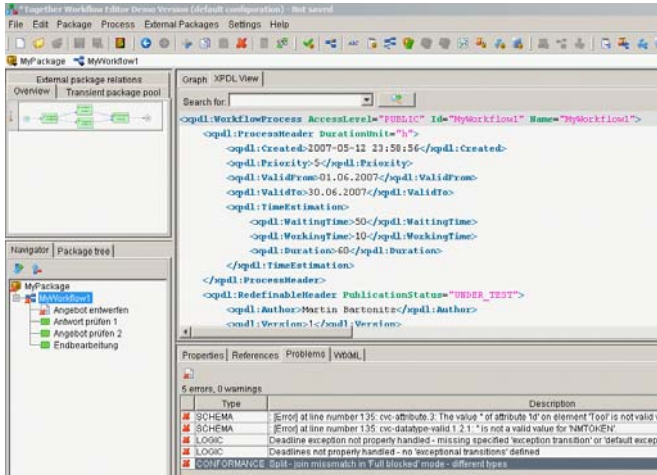 *Together Workflow Editor Demo Version (default configuration) - Not saved
File Edit Package Process External Packages Settings Help
MyPackage MyWorkflow1
External package relations
Overview Transient package pool
Graph XPDL View
Search for:
<xpdl:WorkflowProcess AccessLevel="PUBLIC" Id="MyWorkflow1" Name="MyWorkflow1">
<xpdl:ProcessHeader DurationUnit="h">
<xpdl:Created>2007-05-12 23:58:56</xpdl:Created>
<xpdl:Priority>5</xpdl:Priority>
<xpdl:ValidFrom>01.06.2007</xpdl:ValidFrom>
<xpdl:ValidTo>30.06.2007</xpdl:ValidTo>
<xpdl:TimeEstimation>
<xpdl:WaitingTime>50</xpdl:WaitingTime>
<xpdl:WorkingTime>10</xpdl:WorkingTime>
<xpdl:Duration>60</xpdl:Duration>
</xpdl:TimeEstimation>
</xpdl:ProcessHeader>
<xpdl:RedefinableHeader PublicationStatus="UNDER_TEST">
<xpdl:Author>Martin Bartonitz</xpdl:Author>
<xpdl:Version>1</xpdl:Version>
Navigator Package tree
MyPackage
MyWorkflow1
Angebot entwerfen
Antwort prüfen 1
Angebot prüfen 2
Endbearbeitung
Properties References Problems WfXML
5 errors, 0 warnings
Type Description
SCHEMA : [Error] at line number 135: cvc-attribute.3: The value '' of attribute 'Id' on element 'Tool' is not valid
SCHEMA : [Error] at line number 135: cvc-datatype-valid.1.2.1: '' is not a valid value for 'NMTOKEN'.
LOGIC Deadline exception not properly handled - missing specified 'exception transition' or 'default excep
LOGIC Deadlines not properly handled - no 'exceptional transitions' defined
CONFORMANCE Split - join missmatch in 'Full blocked' mode - different types